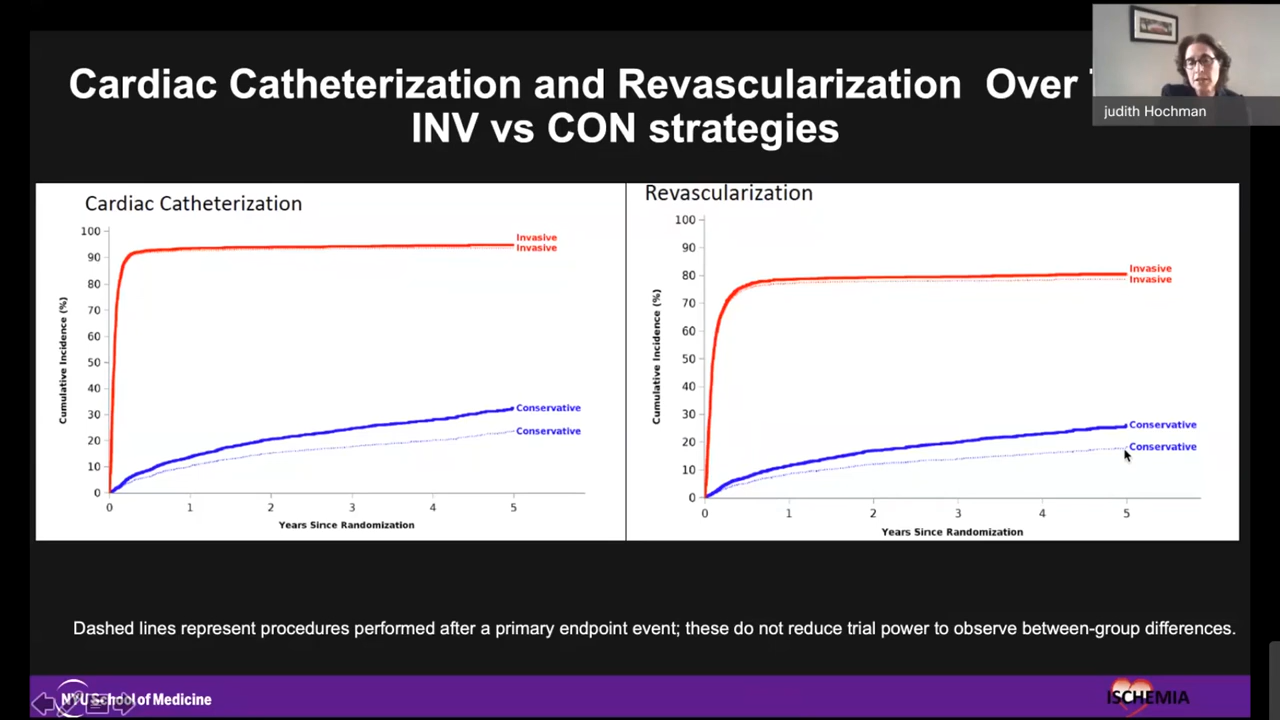 Cardiac Catheterization and Revascularization Over
INV vs CON strategies
judith Hochman
Cardiac Catheterization
100
90
80
70
60
50
40
30
20
10
0
Cumulative Incidence (%)
Invasive
Invasive
Conservative
Conservative
0 1 2 3 4 5
Years Since Randomization
Revascularization
100
90
80
70
60
50
40
30
20
10
0
Cumulative Incidence (%)
Invasive
Invasive
Conservative
Conservative
0 1 2 3 4 5
Years Since Randomization
Dashed lines represent procedures performed after a primary endpoint event; these do not reduce trial power to observe between-group differences.
NYU School of Medicine
ISCHEMIA